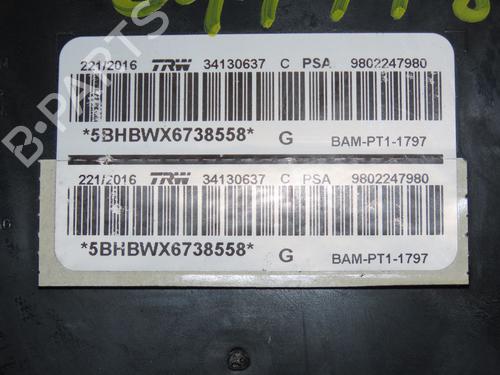 221/2016 TRW 34130637 C PSA 9802247980
*5BHBWX6738558* G BAM-PT1-1797
221/2016 TRW 34130637 C PSA 9802247980
*5BHBWX6738558* G BAM-PT1-1797
B-PARTS